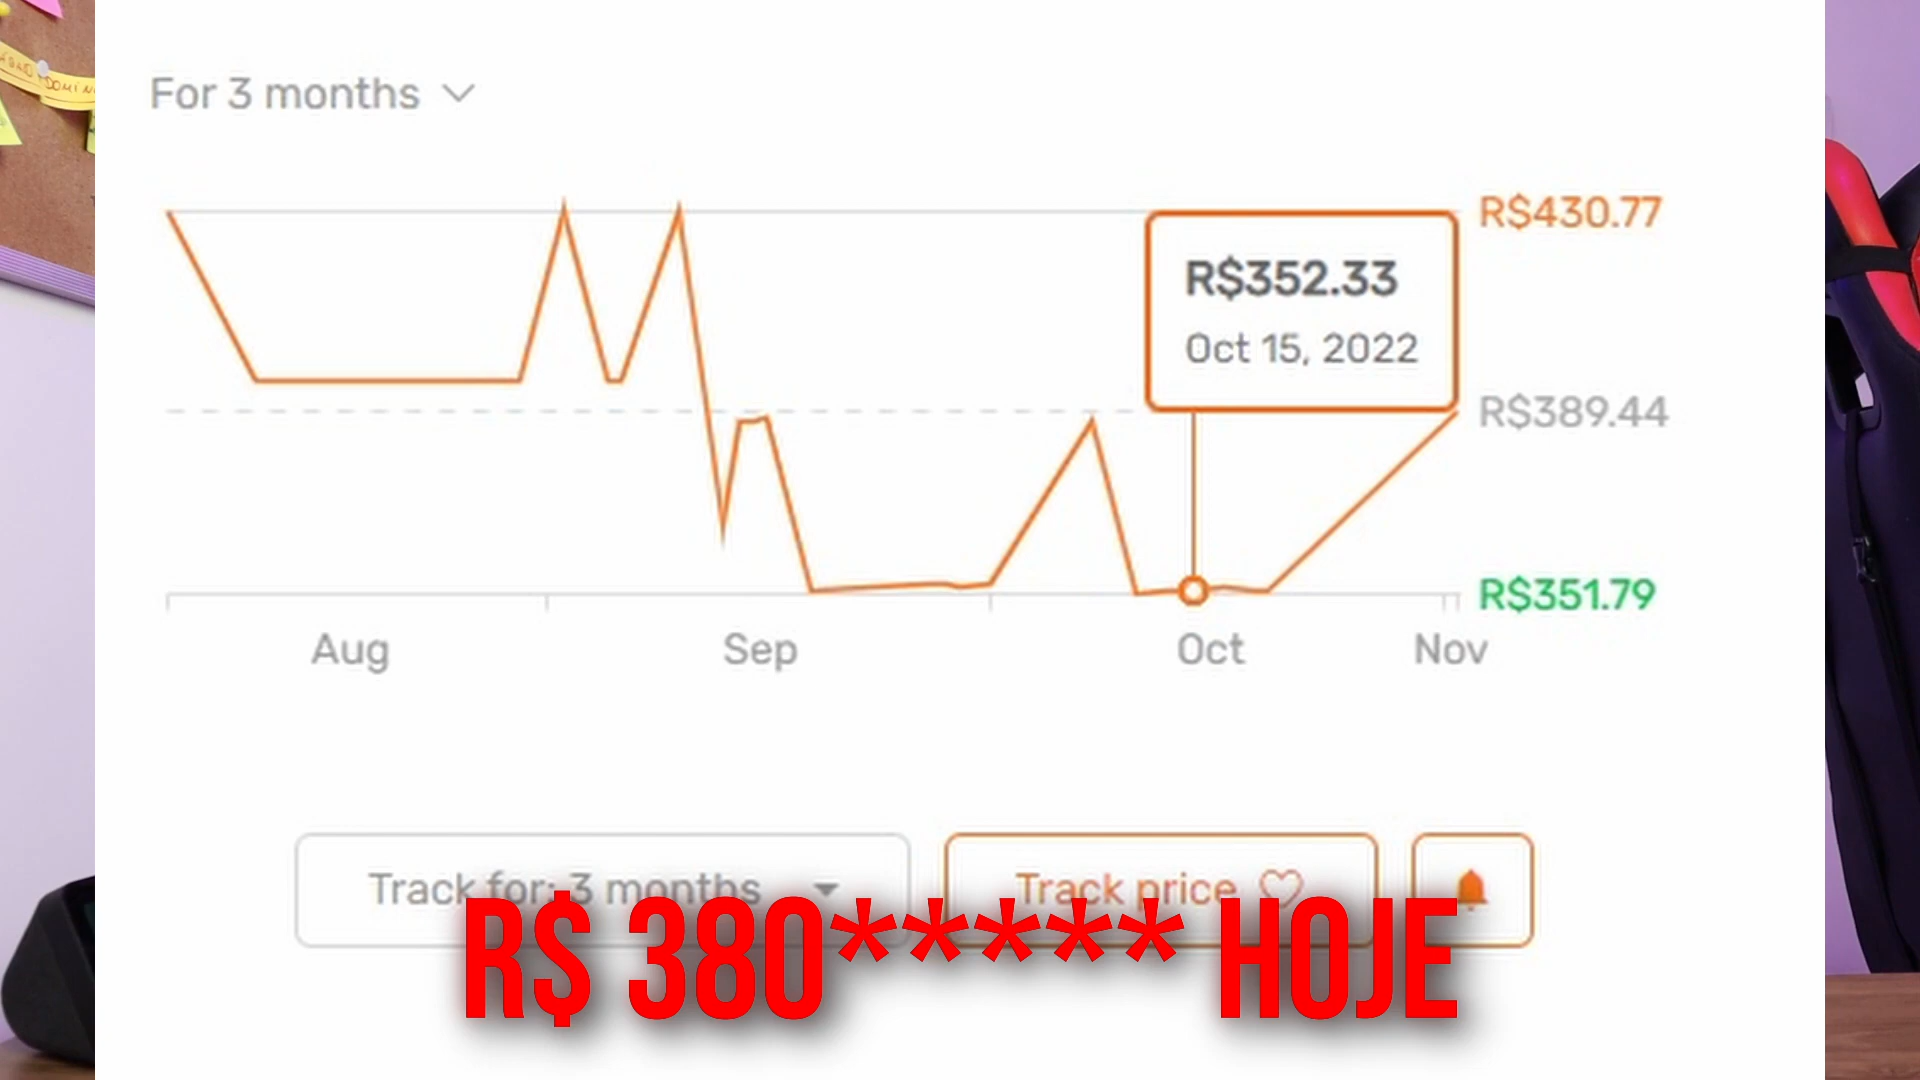 For 3 months
R$430.77
R$352.33
Oct 15, 2022
R$389.44
R$351.79
Aug Sep Oct Nov
Track for: 3 months
Track price
R$ 380***** HOJE